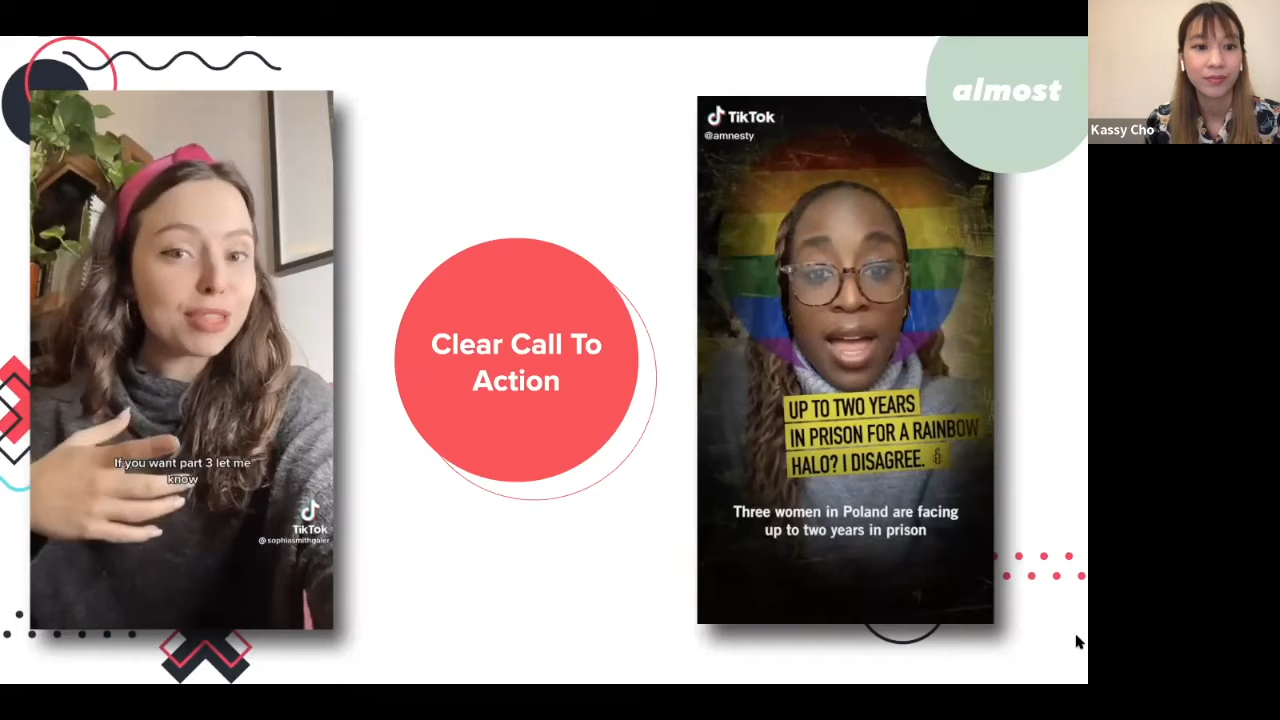 almost
Kassy Cho
TikTok
@amnesty
Clear Call To
Action
UP TO TWO YEARS
IN PRISON FOR A RAINBOW
HALO? I DISAGREE.
If you want part 3 let me
know
Three women in Poland are facing
up to two years in prison
TikTok
@sophiasmithgaler